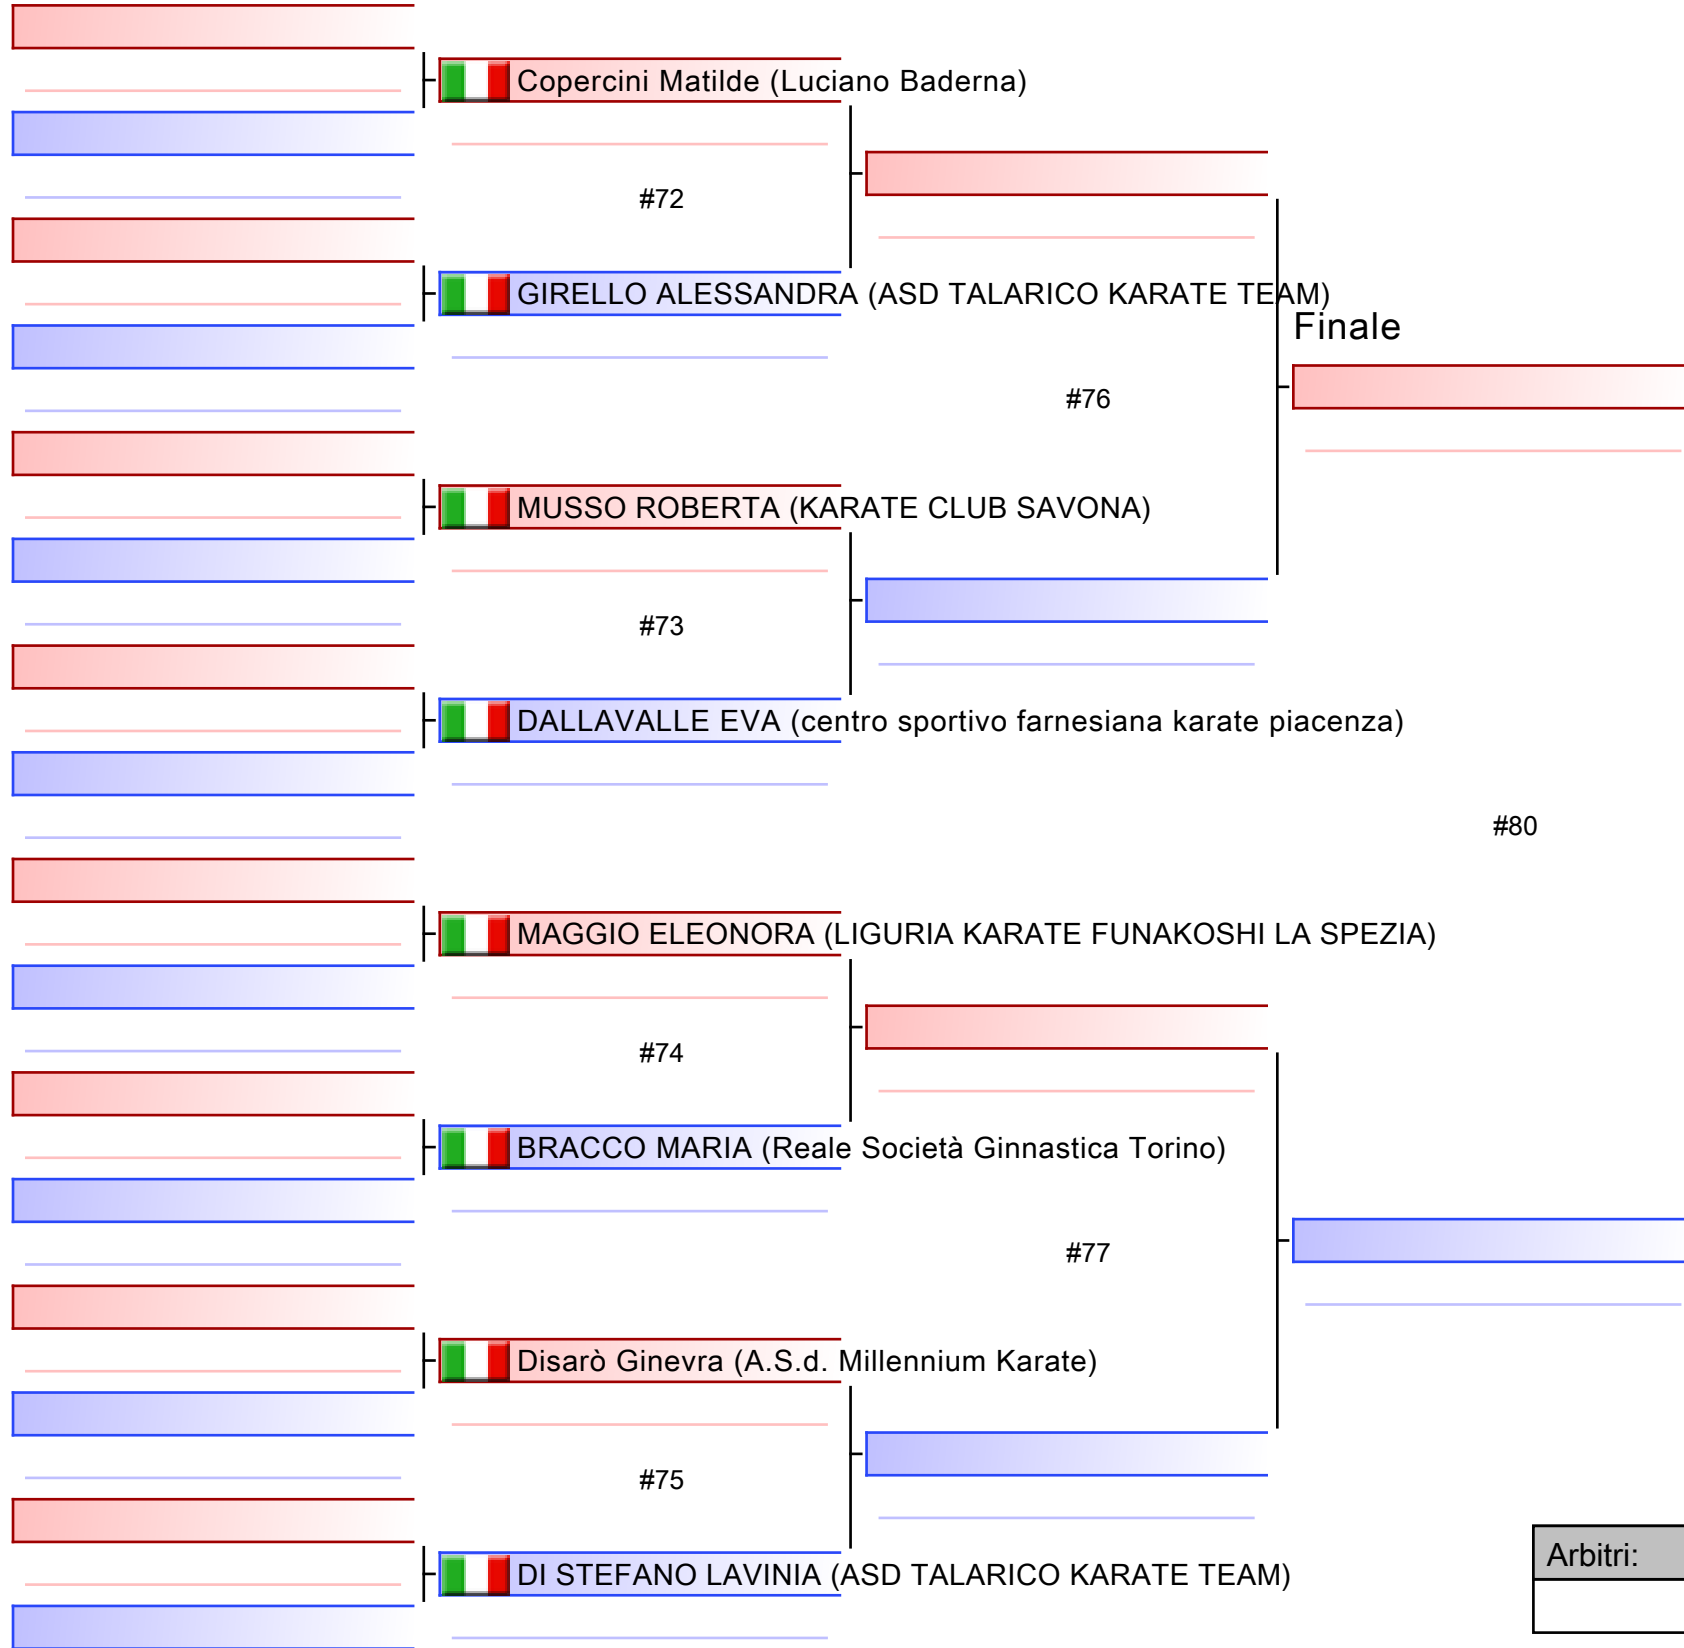 Copercini Matilde (Luciano Baderna)
#72
GIRELLO ALESSANDRA (ASD TALARICO KARATE TEAM)
Finale
#76
MUSSO ROBERTA (KARATE CLUB SAVONA)
#73
DALLAVALLE EVA (centro sportivo farnesiana karate piacenza)
#80
MAGGIO ELEONORA (LIGURIA KARATE FUNAKOSHI LA SPEZIA)
#74
BRACCO MARIA (Reale Società Ginnastica Torino)
#77
Disarò Ginevra (A.S.d. Millennium Karate)
#75
Arbitri:
DI STEFANO LAVINIA (ASD TALARICO KARATE TEAM)